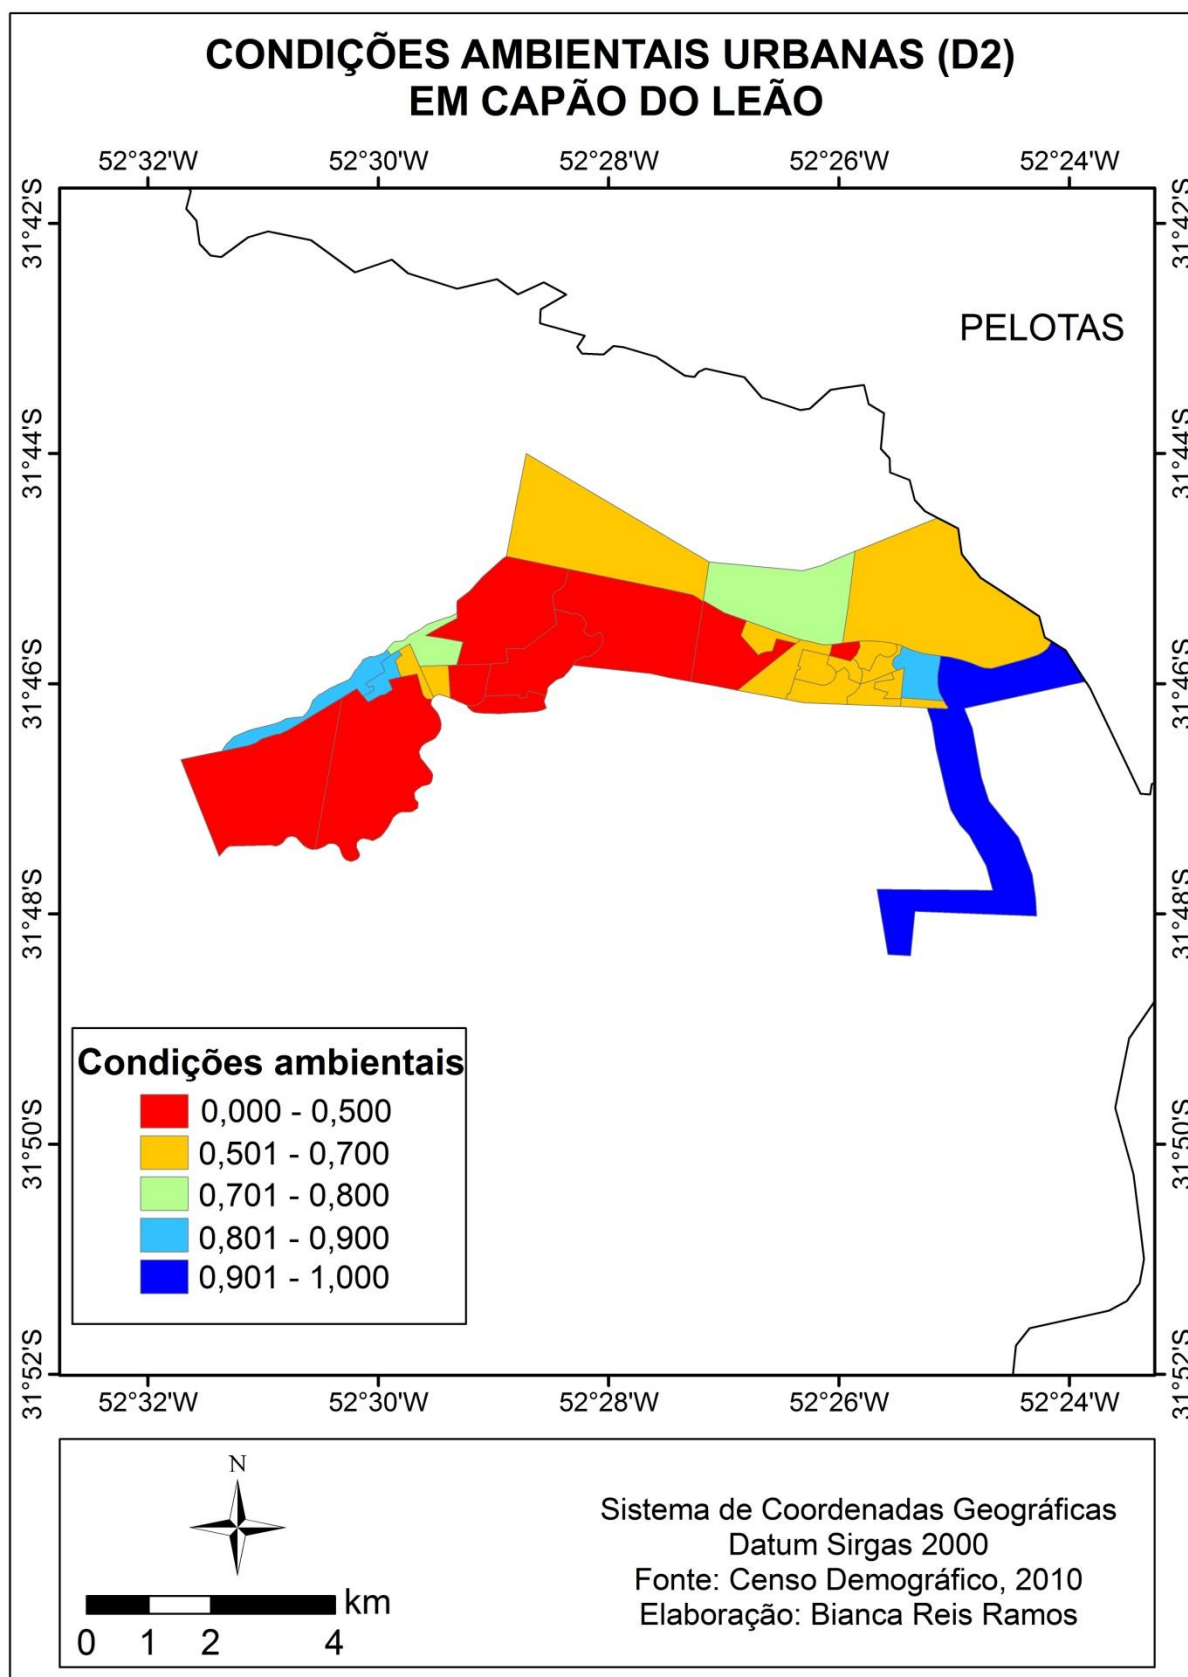 CONDIÇÕES AMBIENTAIS URBANAS (D2)
EM CAPÃO DO LEÃO
52°32'W 52°30'W 52°28'W 52°26'W 52°24'W
31°42'S 31°42'S
PELOTAS
31°44'S 31°44'S
31°46'S 31°46'S
31°48'S 31°48'S
Condições ambientais
0,000 - 0,500
0,501 - 0,700
0,701 - 0,800
0,801 - 0,900
0,901 - 1,000
31°50'S 31°50'S
31°52'S 31°52'S
52°32'W 52°30'W 52°28'W 52°26'W 52°24'W
N
km
0 1 2 4
Sistema de Coordenadas Geográficas
Datum Sirgas 2000
Fonte: Censo Demográfico, 2010
Elaboração: Bianca Reis Ramos